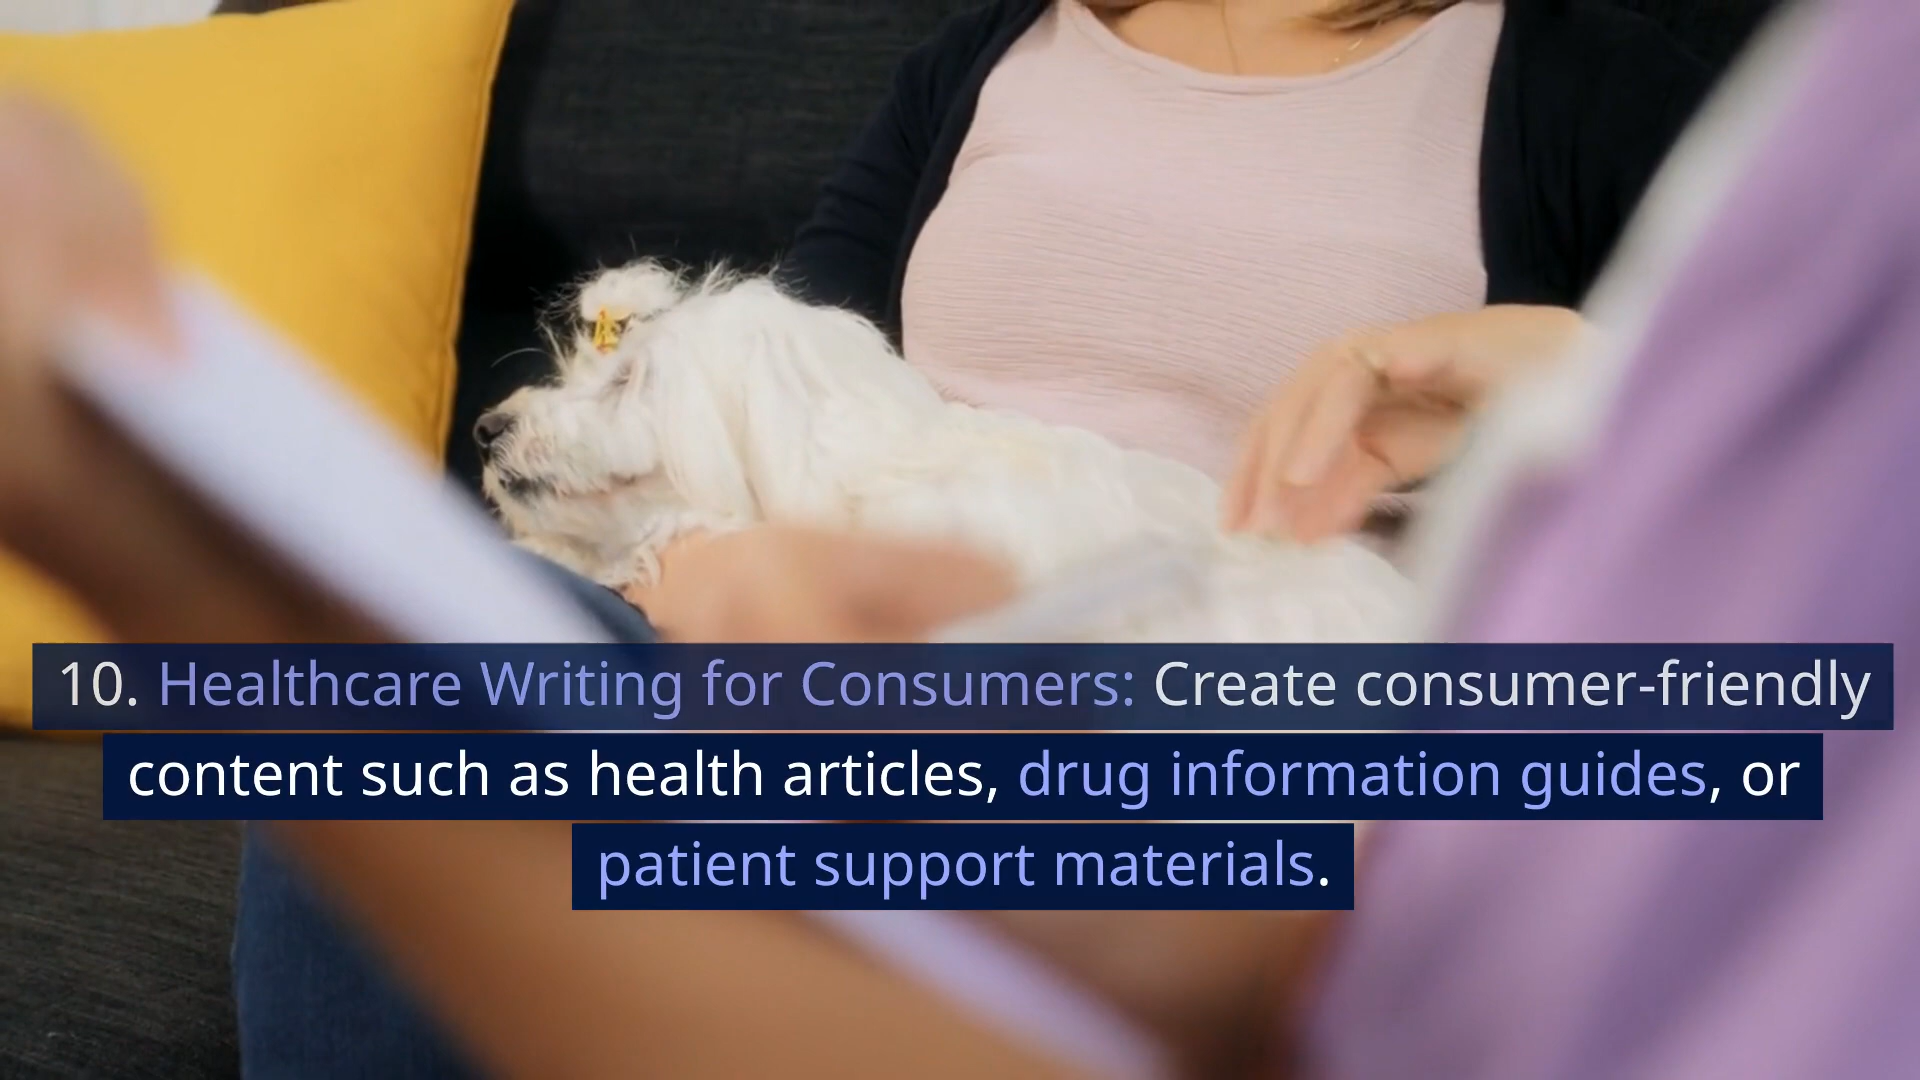 10. Healthcare Writing for Consumers: Create consumer-friendly
content such as health articles, drug information guides, or
patient support materials.